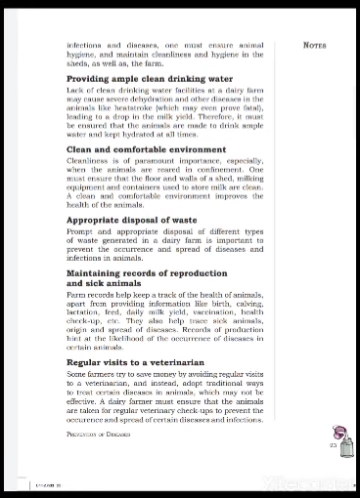 infections and diseases, one must ensure animal
hygiene, and maintain cleanliness and hygiene in the
sheds, as well as, the farm.
NOTES
Providing ample clean drinking water
Lack of clean drinking water facilities at a dairy farm
may cause severe dehydration and other diseases in the
animals like heatstroke (which may even prove fatal),
leading to a drop in the milk yield. Therefore, it must
be ensured that the animals are made to drink ample
water and kept hydrated at all times.
Clean and comfortable environment
Cleanliness is of paramount importance, especially,
when the animals are reared in confinement. One
must ensure that the floor and walls of a shed, milking
equipment and containers used to store milk are clean.
A clean and comfortable environment improves the
health of the animals.
Appropriate disposal of waste
Prompt and appropriate disposal of different types
of waste generated in a dairy farm is important to
prevent the occurrence and spread of diseases and
infections in animals.
Maintaining records of reproduction
and sick animals
Farm records help keep a track of the health of animals,
apart from providing information like birth, calving,
lactation, feed, daily milk yield, vaccination, health
check-up, etc. They also help trace sick animals,
origin and spread of diseases. Records of production
hint at the likelihood of the occurrence of diseases in
certain animals.
Regular visits to a veterinarian
Some farmers try to save money by avoiding regular visits
to a veterinarian, and instead, adopt traditional ways
to treat certain diseases in animals, which may not be
effective. A dairy farmer must ensure that the animals
are taken for regular veterinary check-ups to prevent the
occurrence and spread of certain diseases and infections.
PREVENTION OF DISEASES